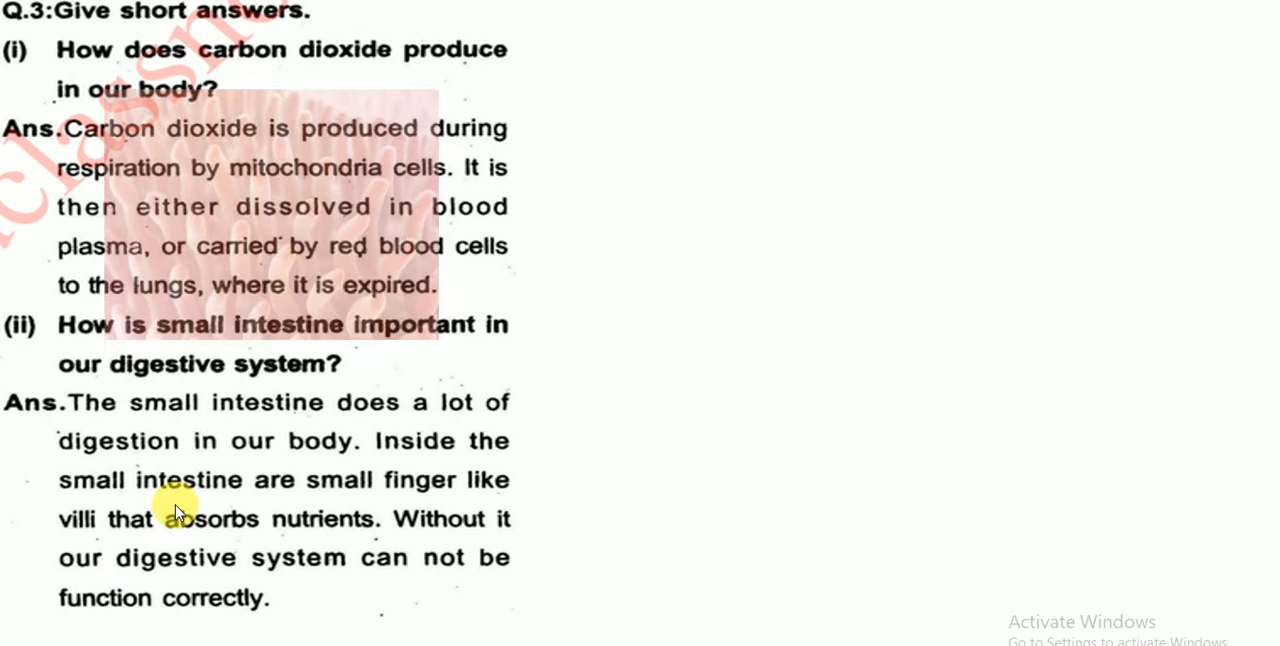 Q.3:Give short answers.
(i) How does carbon dioxide produce
in our body?
Ans.Carbon dioxide is produced during
respiration by mitochondria cells. It is
then either dissolved in blood
plasma, or carried by red blood cells
to the lungs, where it is expired.
(ii) How is small intestine important in
our digestive system?
Ans.The small intestine does a lot of
digestion in our body. Inside the
small intestine are small finger like
villi that absorbs nutrients. Without it
our digestive system can not be
function correctly.
classn
Activate Windows
Go to Settings to activate Windows.